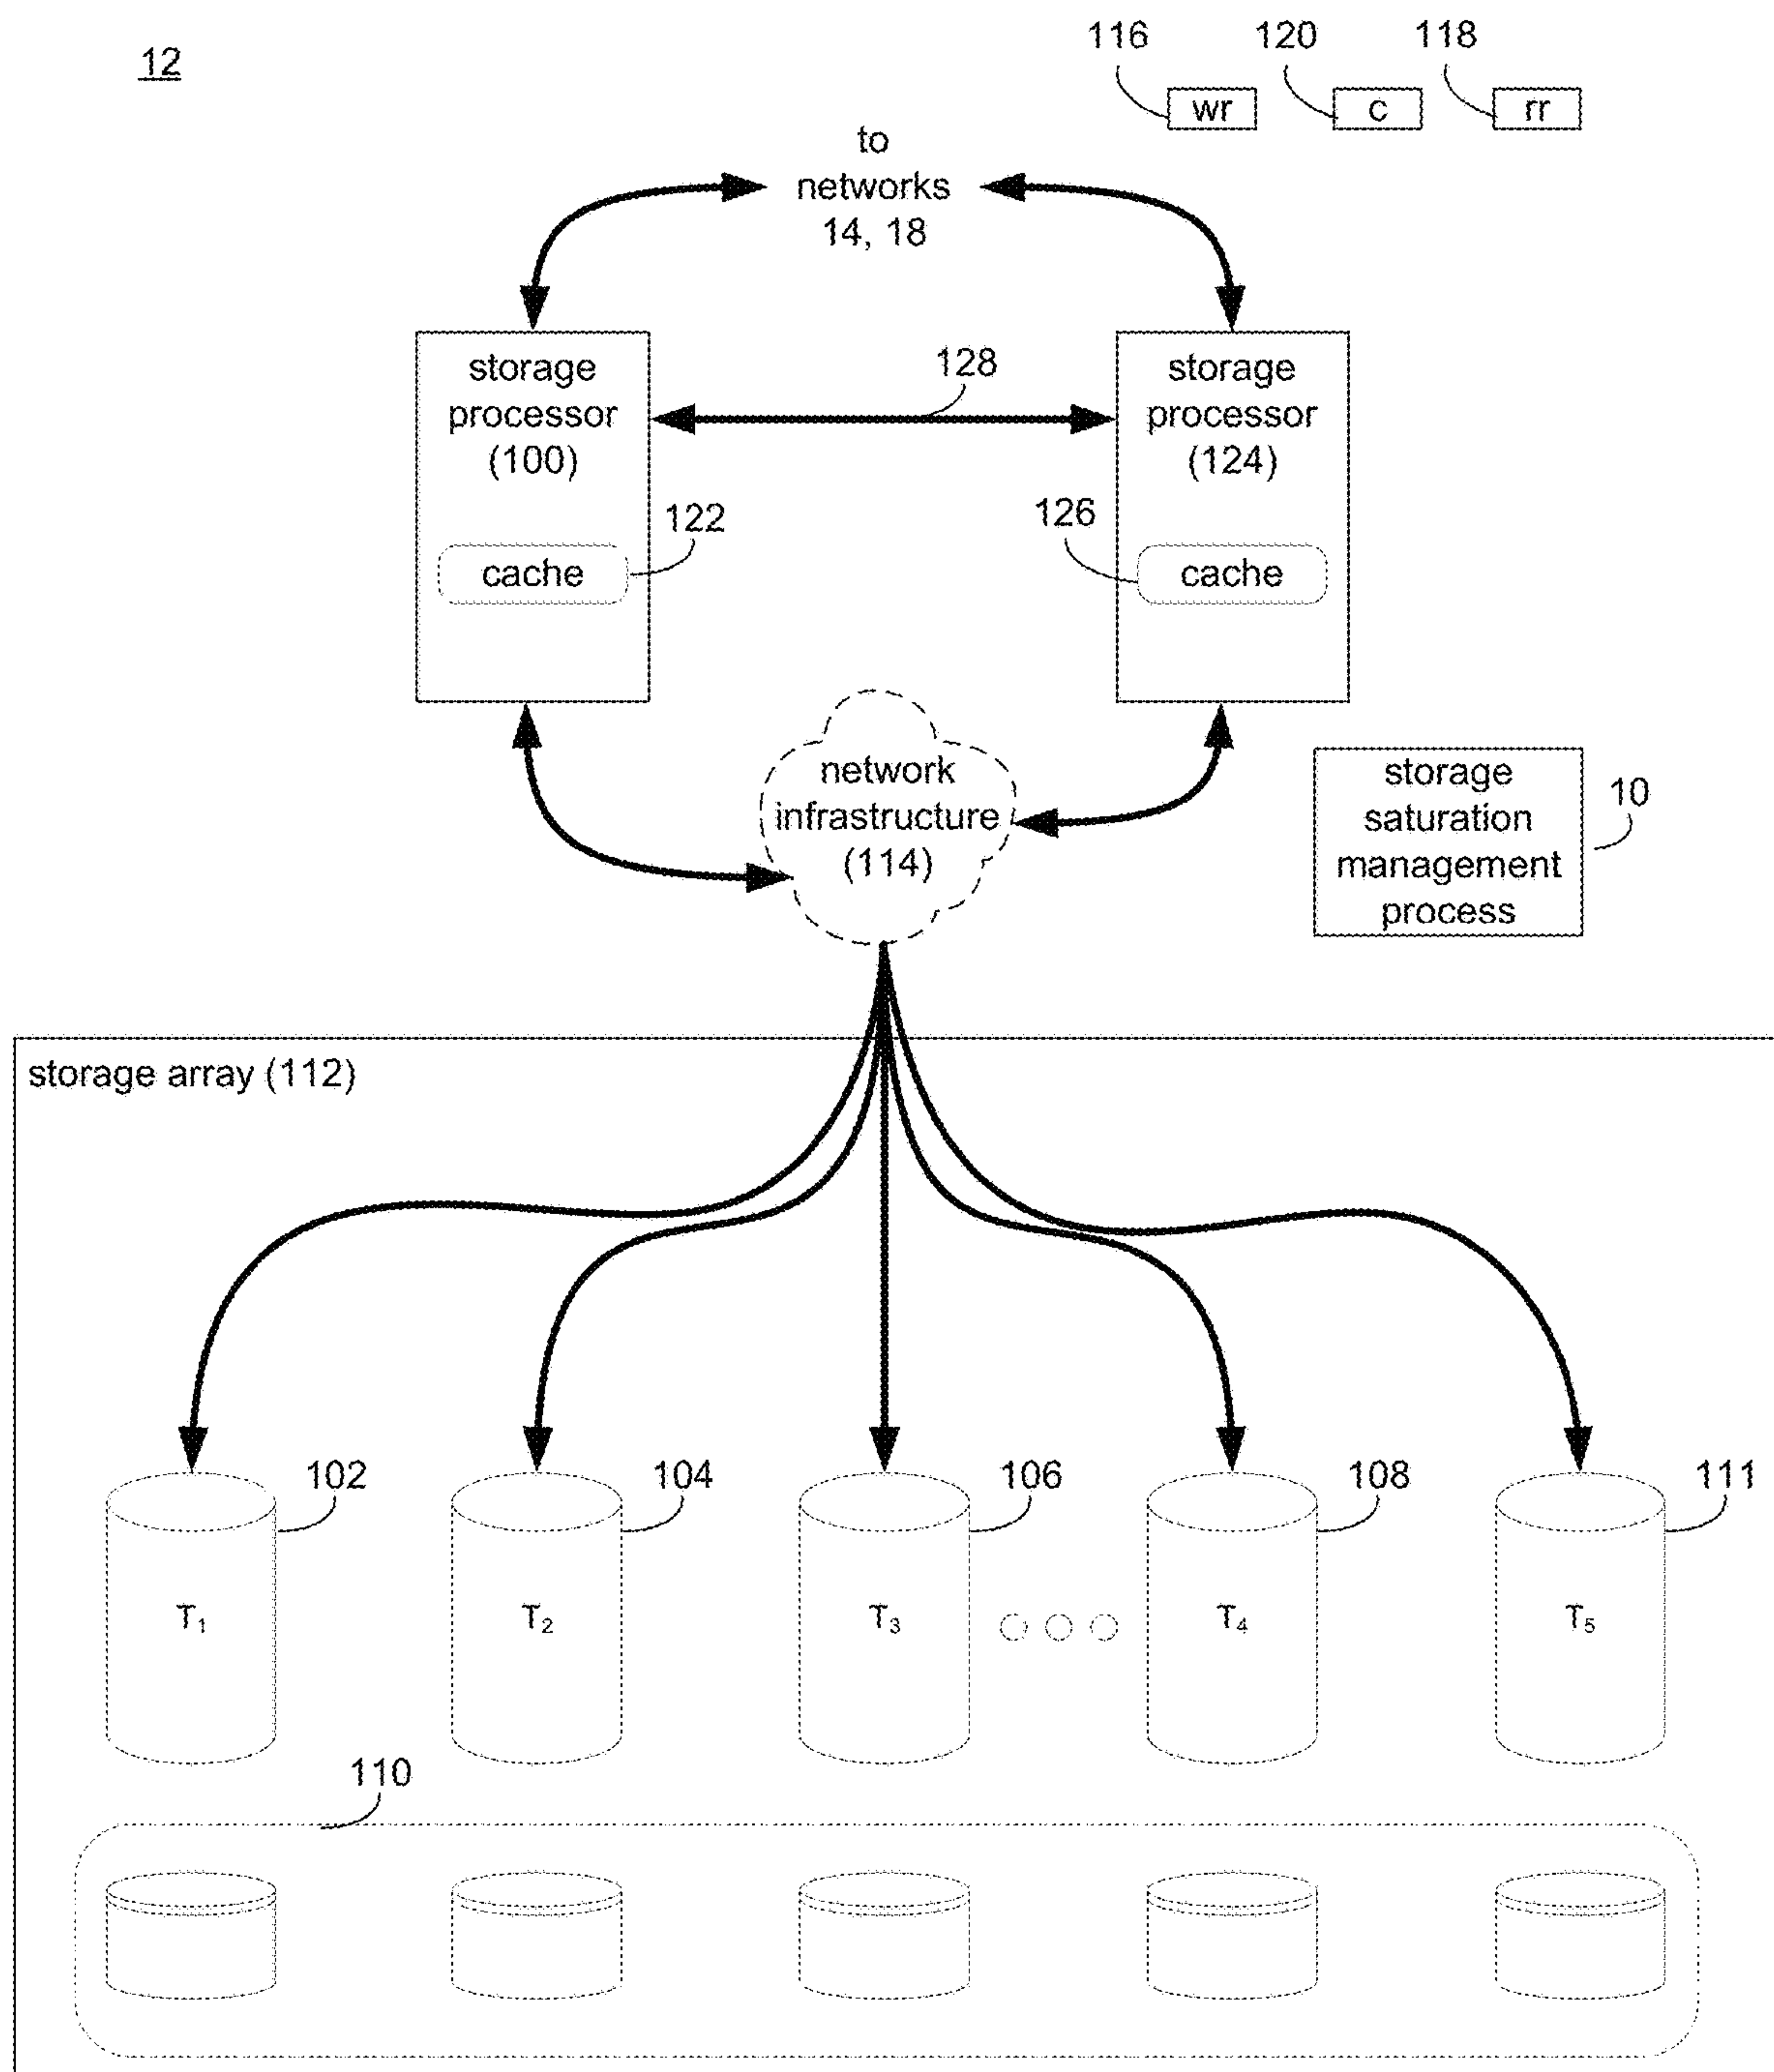 12
116
120
118
wr
c
rr
to
networks
14, 18
storage
processor
(100)
128
storage
processor
(124)
122
126
cache
cache
network
infrastructure
(114)
storage
saturation
management
process
10
storage array (112)
102
104
106
108
111
T₁
T₂
T₃
T₄
T₅
110